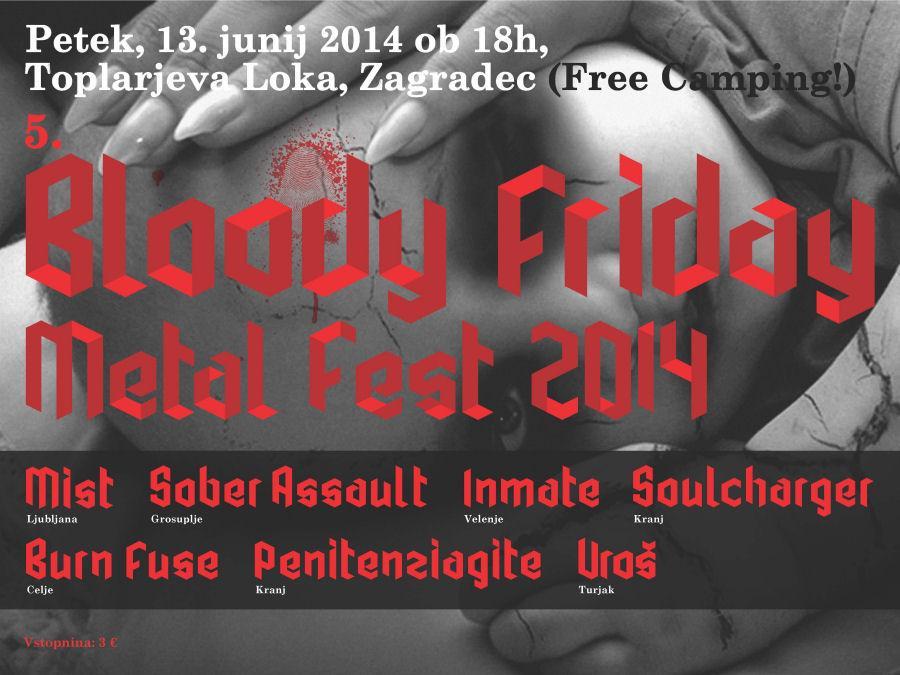 Petek, 13. junij 2014 ob 18h,
Toplarjeva Loka, Zagradec (Free Camping!)
5.
Bloody Friday
Metal Fest 2014
Mist Sober Assault Inmate Soulcharger
Ljubljana Grosuplje Velenje Kranj
Burn Fuse Penitenziagite Uroš
Celje Kranj Turjak
Vstopnina: 3 €